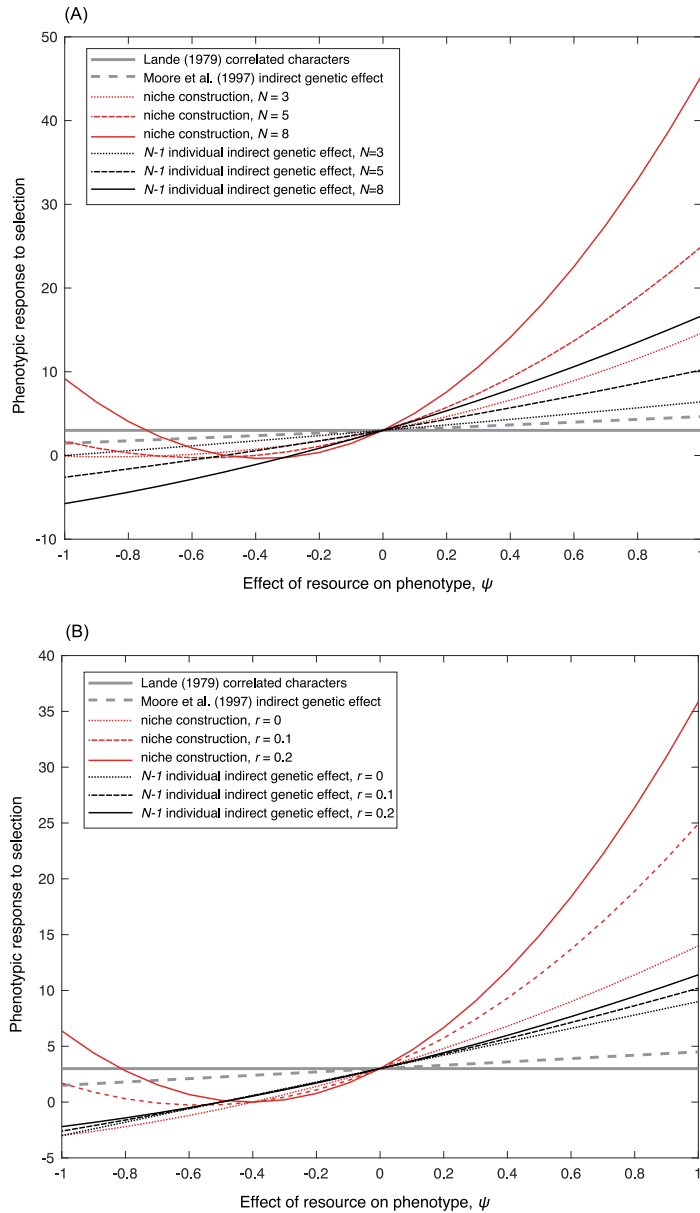 (A)
50
40
30
20
10
0
-10
Phenotypic response to selection
Lande (1979) correlated characters
Moore et al. (1997) indirect genetic effect
niche construction, N = 3
niche construction, N = 5
niche construction, N = 8
N-1 individual indirect genetic effect, N=3
N-1 individual indirect genetic effect, N=5
N-1 individual indirect genetic effect, N=8
-1 -0.8 -0.6 -0.4 -0.2 0 0.2 0.4 0.6 0.8 1
Effect of resource on phenotype, ψ
(B)
40
35
30
25
20
15
10
5
0
-5
Phenotypic response to selection
Lande (1979) correlated characters
Moore et al. (1997) indirect genetic effect
niche construction, r = 0
niche construction, r = 0.1
niche construction, r = 0.2
N-1 individual indirect genetic effect, r = 0
N-1 individual indirect genetic effect, r = 0.1
N-1 individual indirect genetic effect, r = 0.2
-1 -0.8 -0.6 -0.4 -0.2 0 0.2 0.4 0.6 0.8 1
Effect of resource on phenotype, ψ